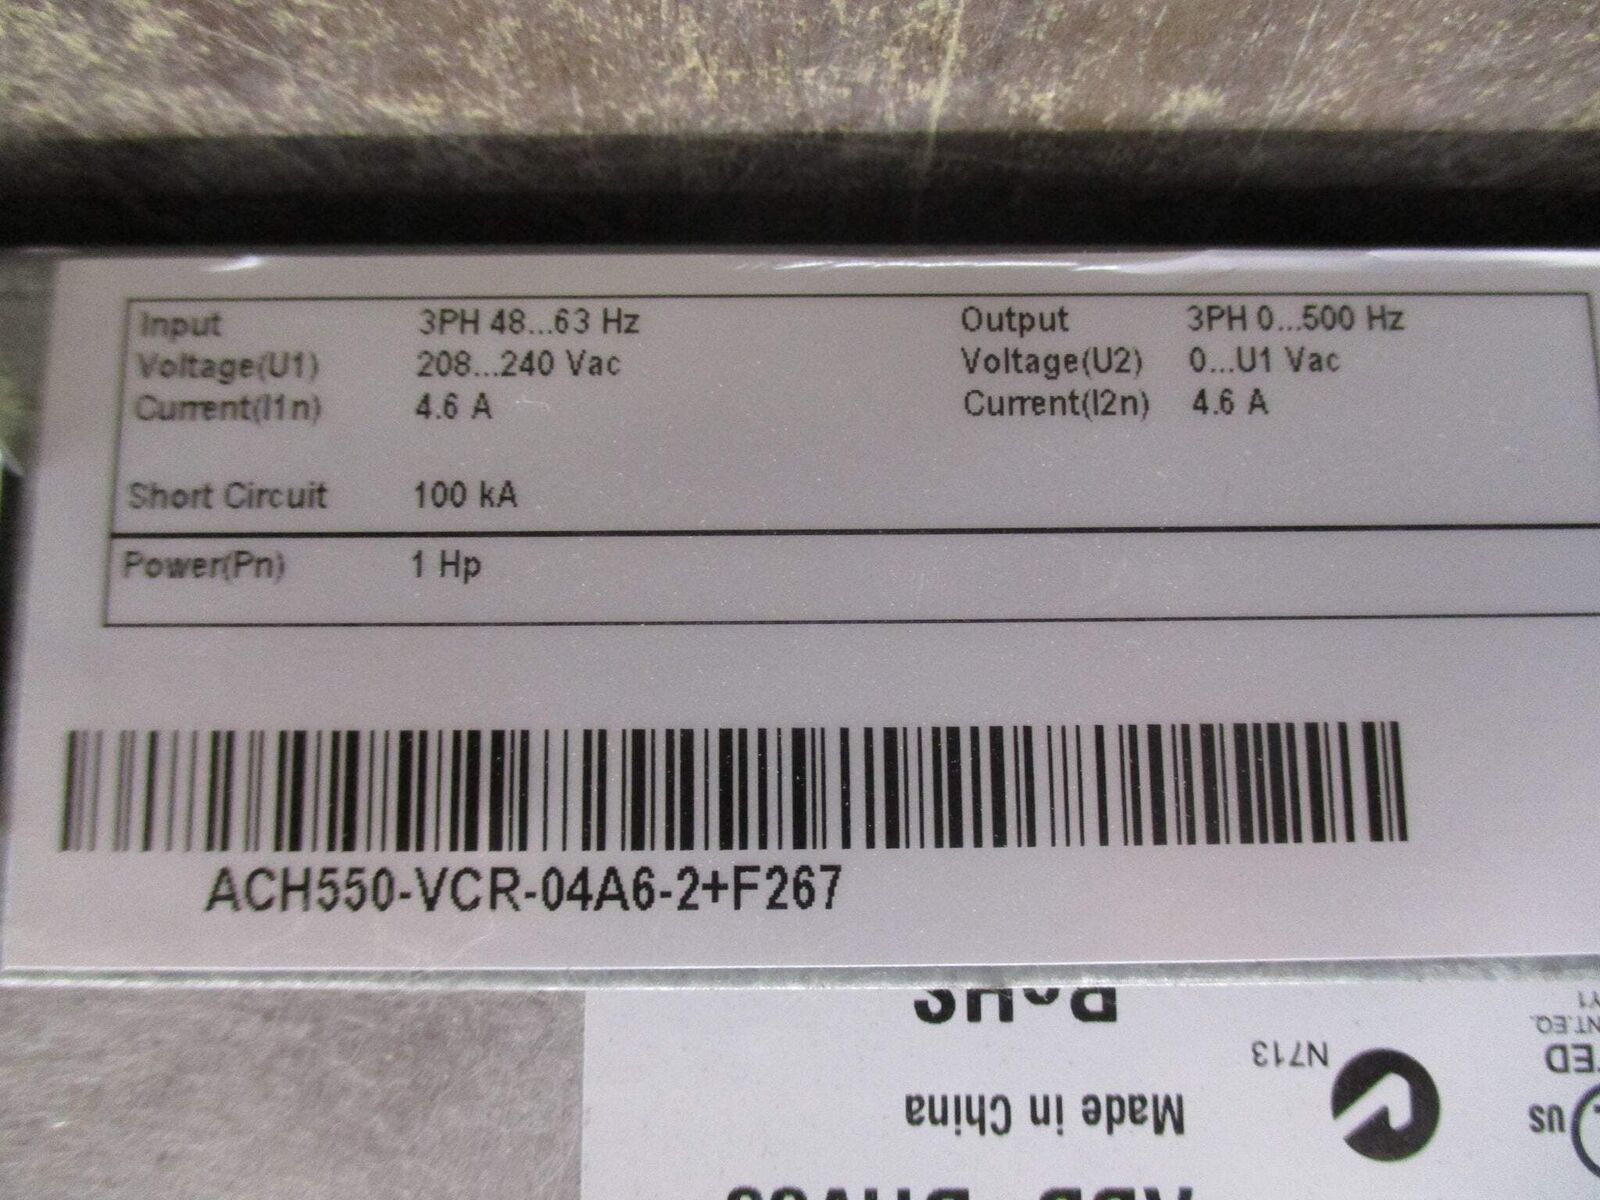 Input 3PH 48...63 Hz Output 3PH 0...500 Hz
Voltage(U1) 208...240 Vac Voltage(U2) 0...U1 Vac
Current(I1n) 4.6 A Current(I2n) 4.6 A
Short Circuit 100 kA
Power(Pn) 1 Hp
ACH550-VCR-04A6-2+F267
RoHS
N713
Made in China
US